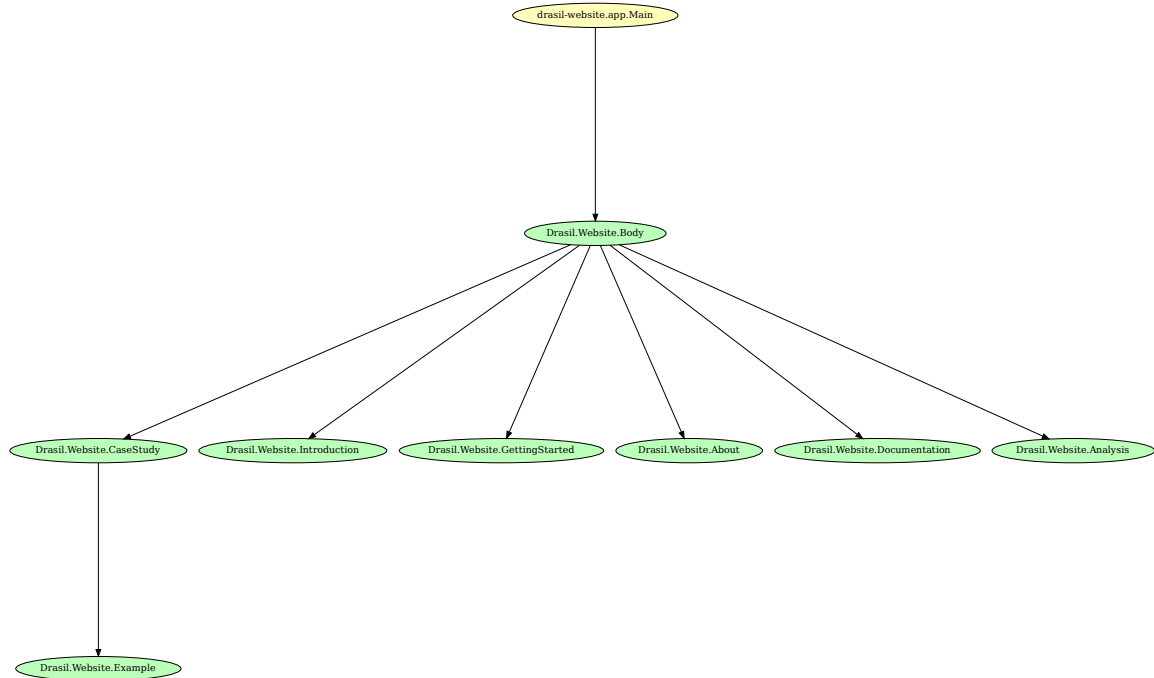 drasil-website.app.Main
Drasil.Website.Body
Drasil.Website.CaseStudy
Drasil.Website.Introduction
Drasil.Website.GettingStarted
Drasil.Website.About
Drasil.Website.Documentation
Drasil.Website.Analysis
Drasil.Website.Example